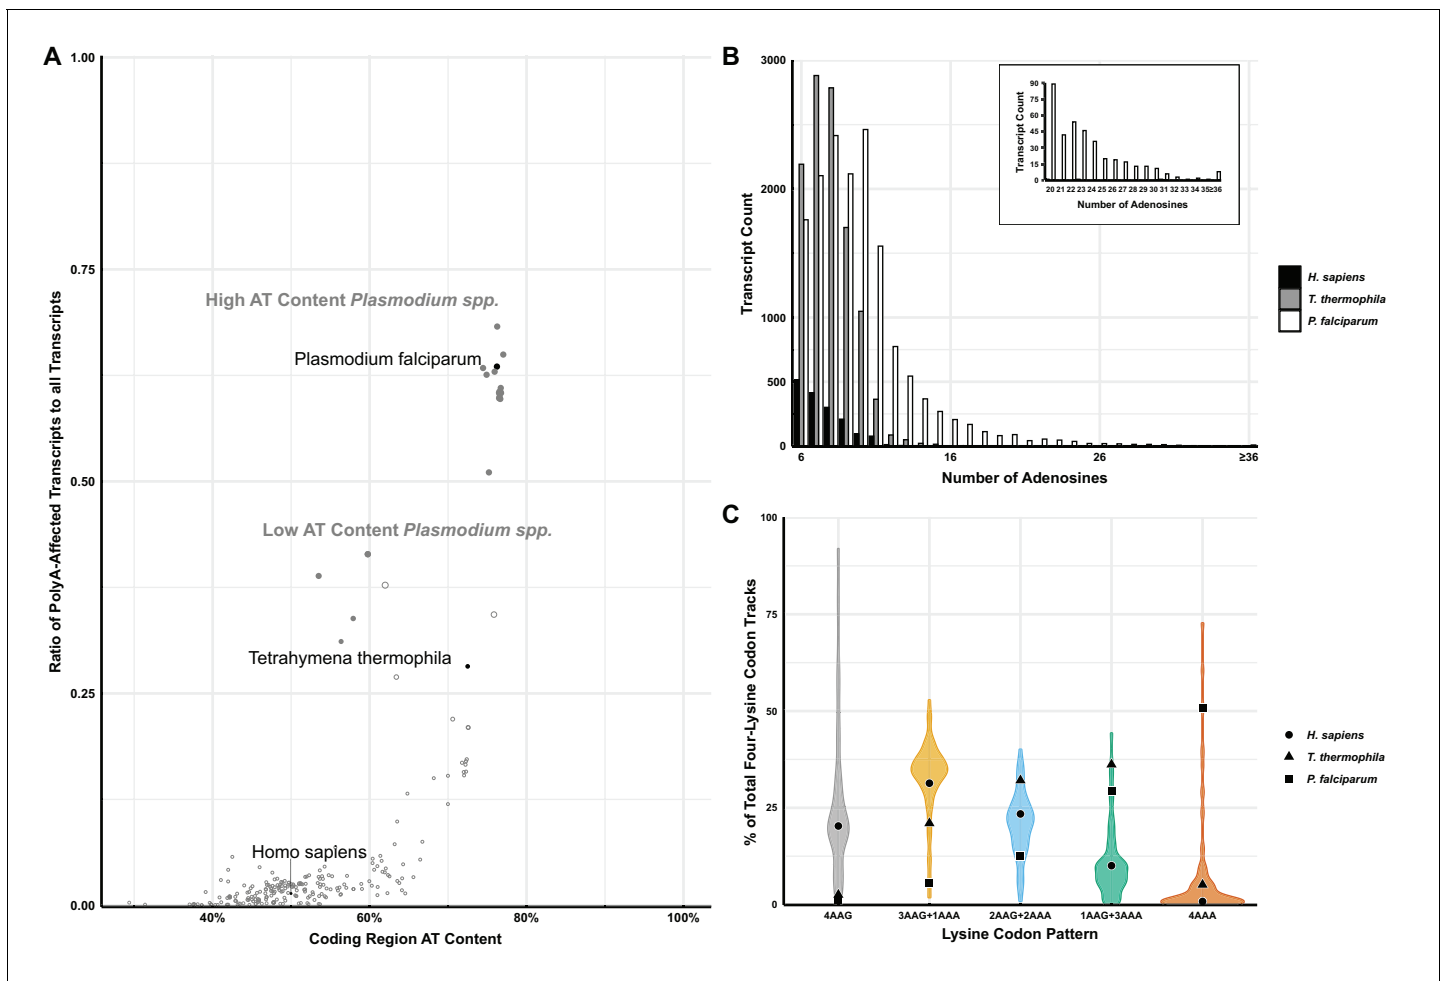 A
1.00
0.75
0.50
0.25
0.00
Ratio of PolyA-Affected Transcripts to all Transcripts
High AT Content Plasmodium spp.
Plasmodium falciparum
Low AT Content Plasmodium spp.
Tetrahymena thermophila
Homo sapiens
40%
60%
80%
100%
Coding Region AT Content
B
3000
2000
1000
500
0
Transcript Count
6
16
26
≥36
Number of Adenosines
90
75
60
45
30
15
0
Transcript Count
20 21 22 23 24 25 26 27 28 29 30 31 32 33 34 35 ≥36
Number of Adenosines
H. sapiens
T. thermophila
P. falciparum
C
100
75
50
25
0
% of Total Four-Lysine Codon Tracks
4AAG
3AAG+1AAA
2AAG+2AAA
1AAG+3AAA
4AAA
Lysine Codon Pattern
H. sapiens
T. thermophila
P. falciparum